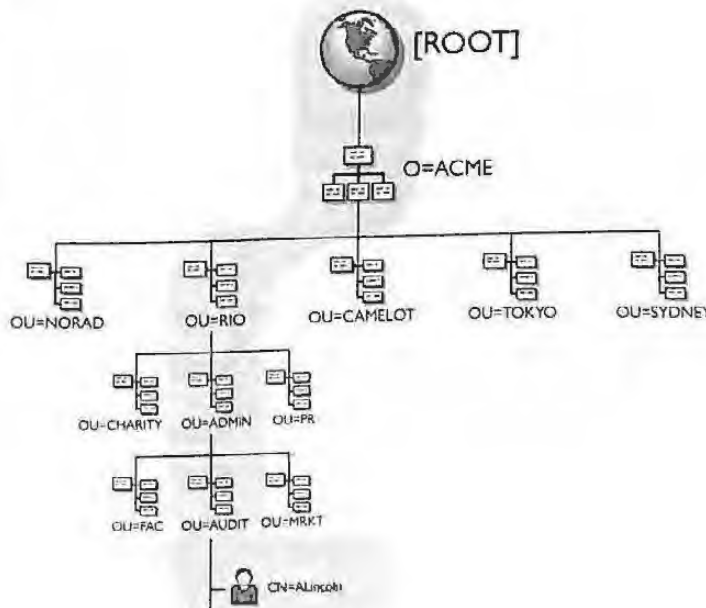 [ROOT]
O=ACME
OU=NORAD
OU=RIO
OU=CAMELOT
OU=TOKYO
OU=SYDNEY
OU=CHARITY
OU=ADMIN
OU=PR
OU=FAC
OU=AUDIT
OU=MRKT
CN=ALincoln